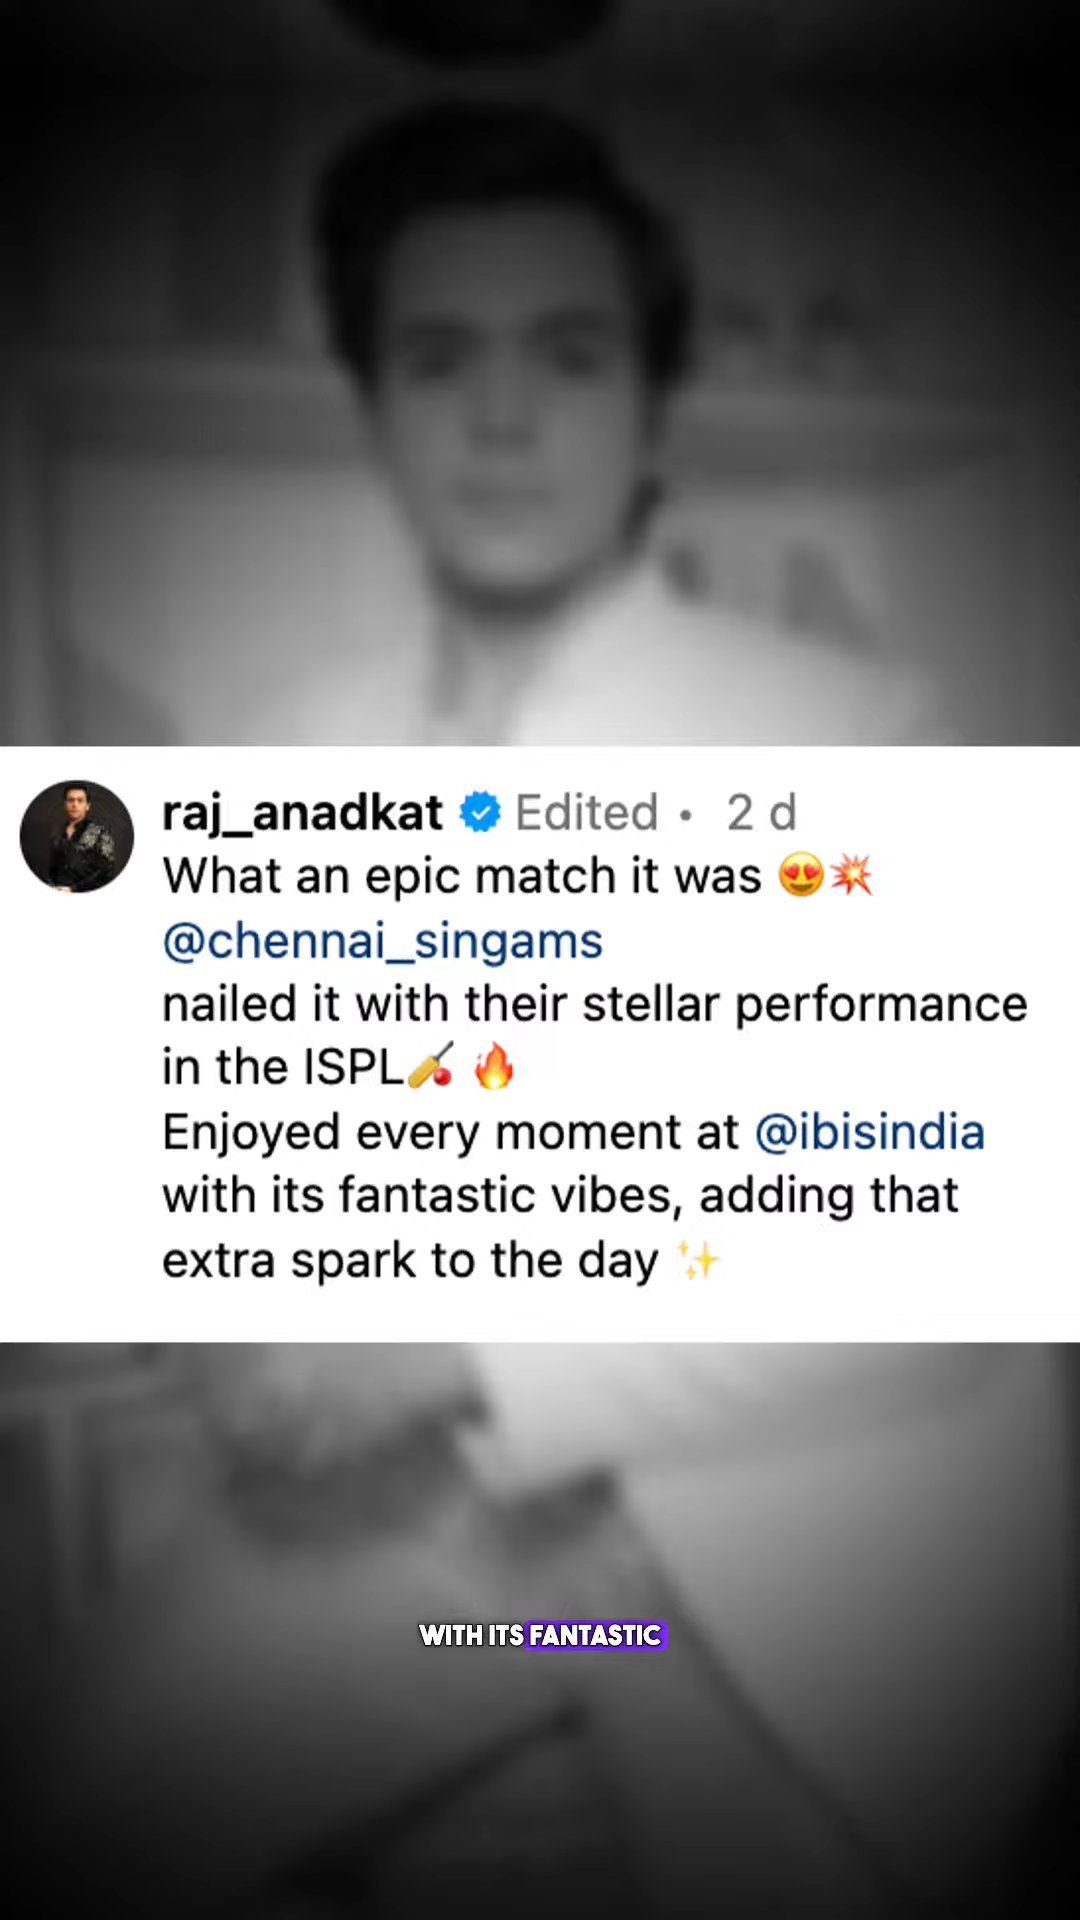 raj_anadkat Edited • 2 d
What an epic match it was 😍💥
@chennai_singams
nailed it with their stellar performance
in the ISPL🏏 🔥
Enjoyed every moment at @ibisindia
with its fantastic vibes, adding that
extra spark to the day ✨
WITH ITS FANTASTIC